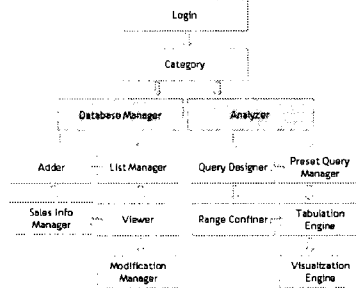 Login
Category
Database Manager
Analyzer
Adder
List Manager
Query Designer
Preset Query
Manager
Sales Info
Manager
Viewer
Range Confiner
Tabulation
Engine
Modification
Manager
Visualization
Engine